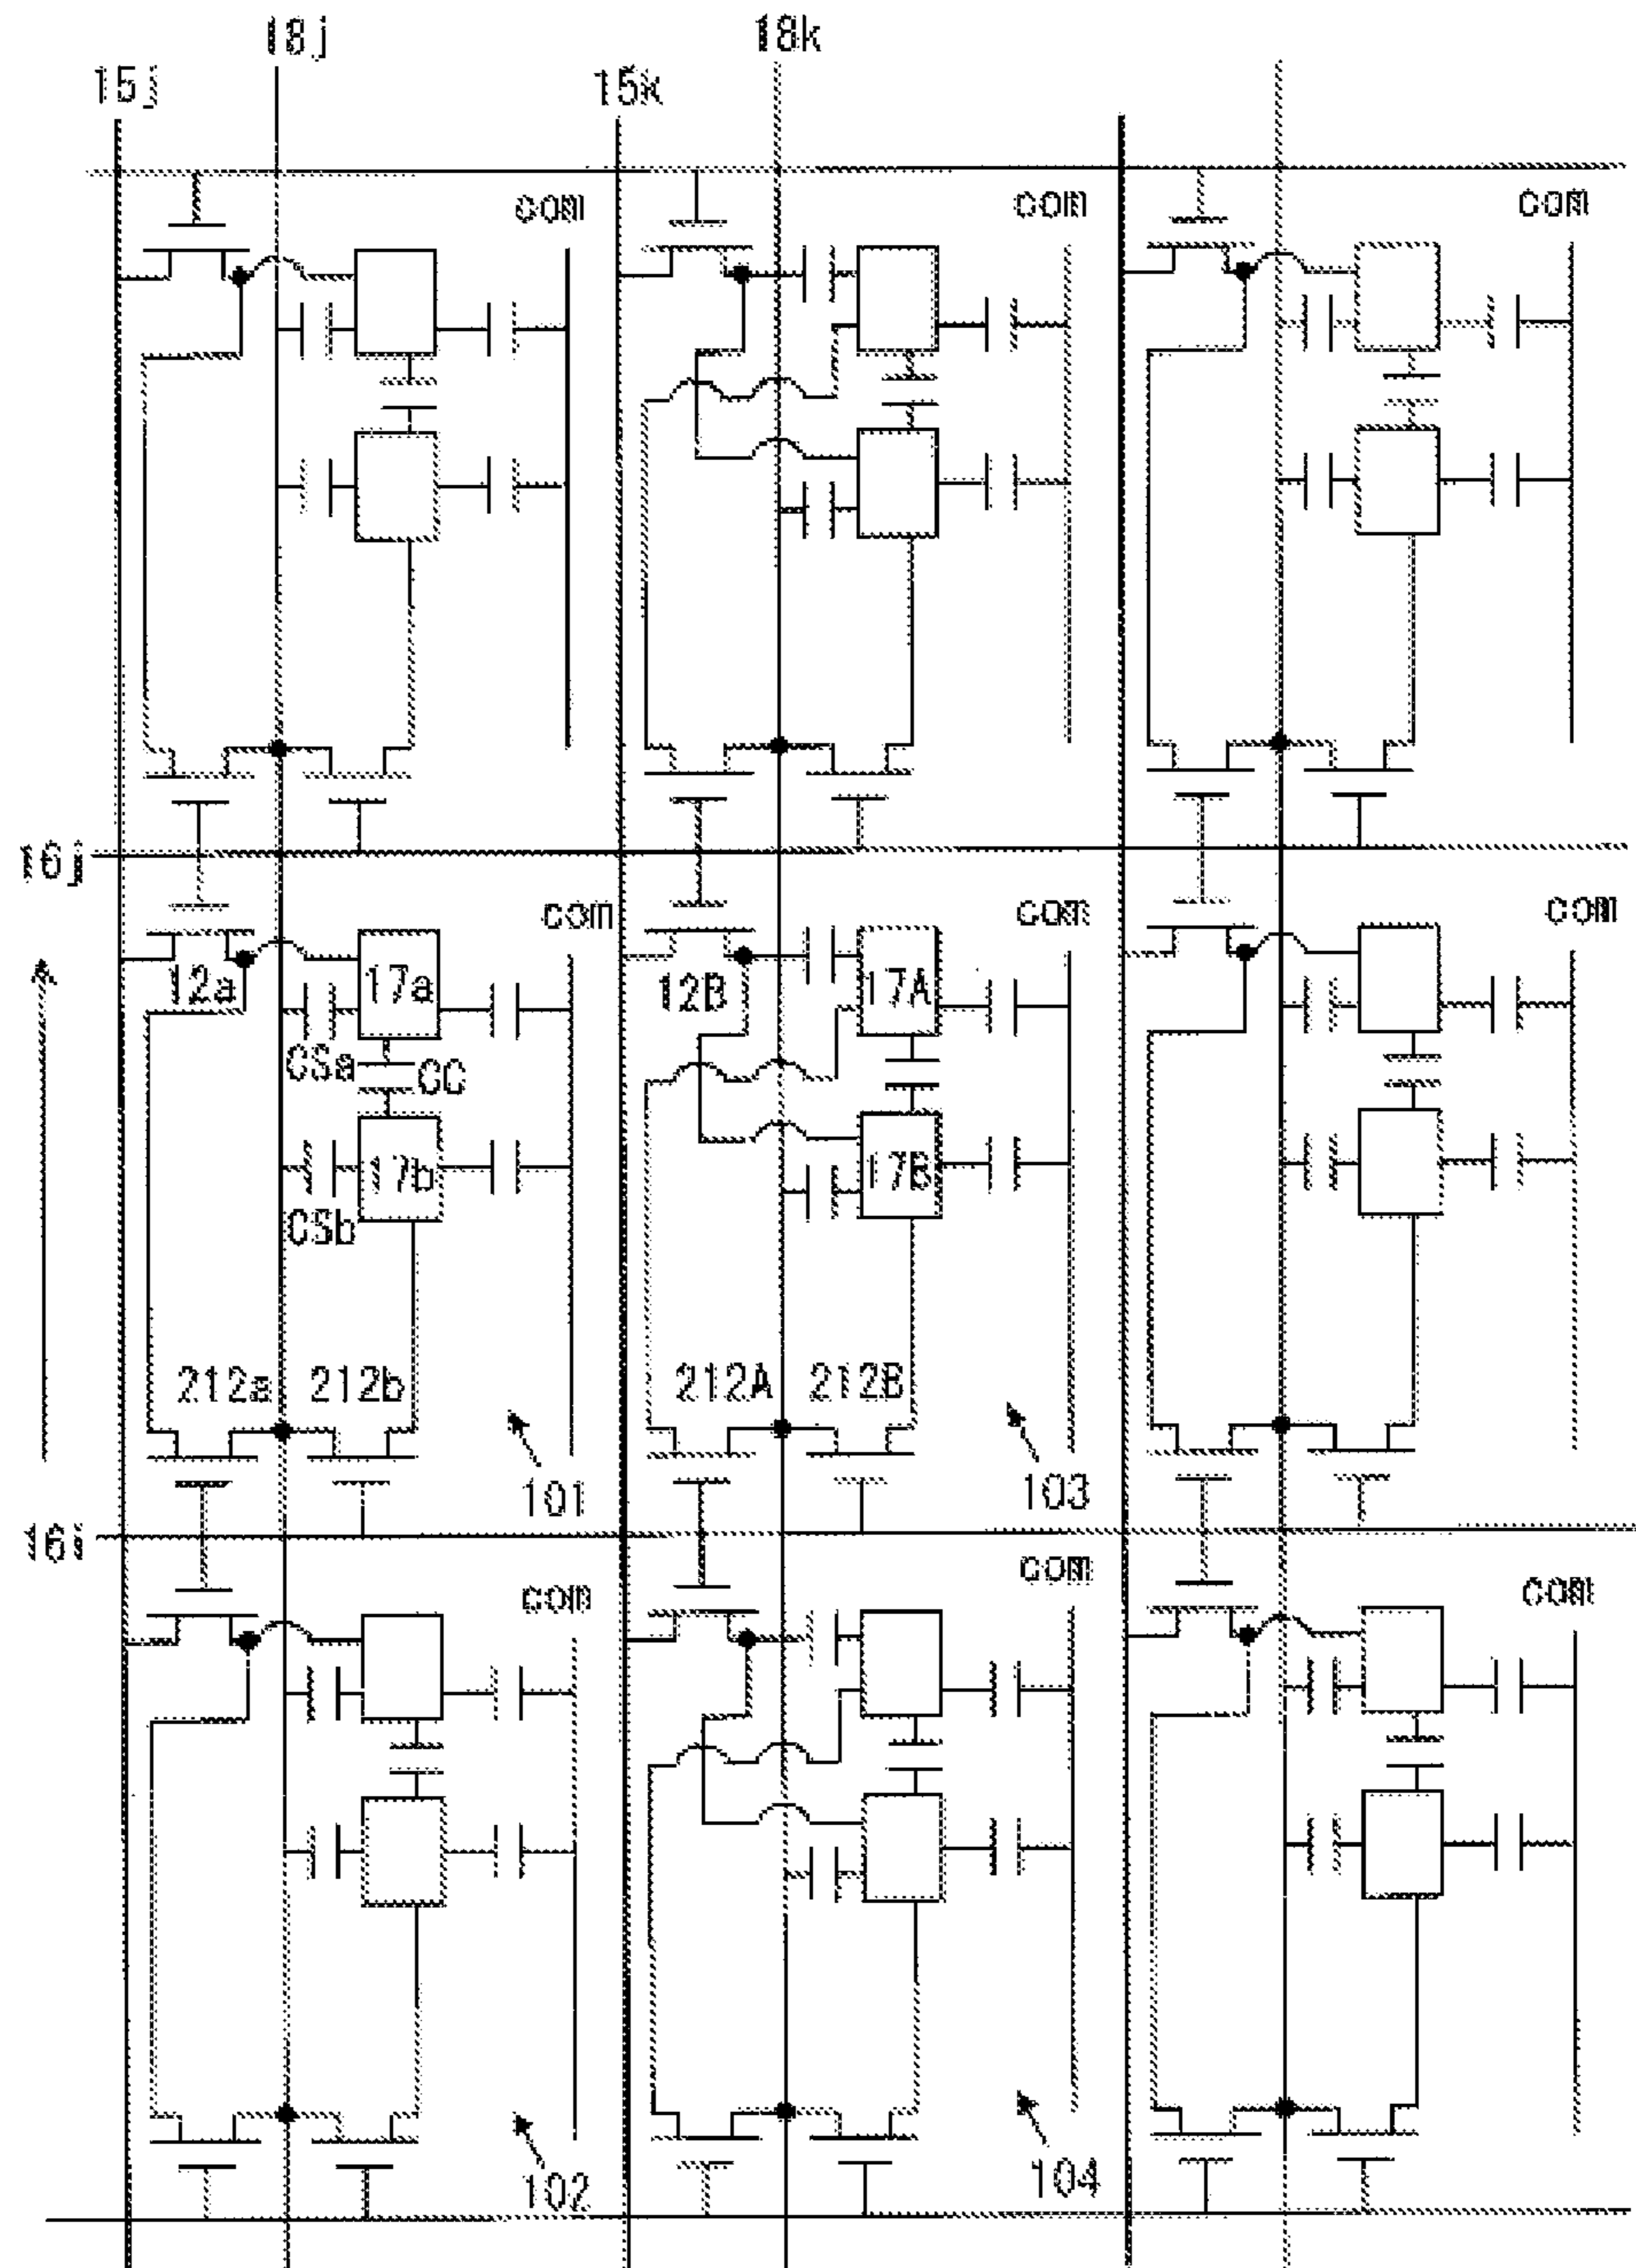 18j 18k
15j 15k
com com com
16j
com com com
12a 17a 12B 17A
CSa CC
17b 17B
CSb
212a 212b 212A 212B
101 103
16i
com com com
102 104